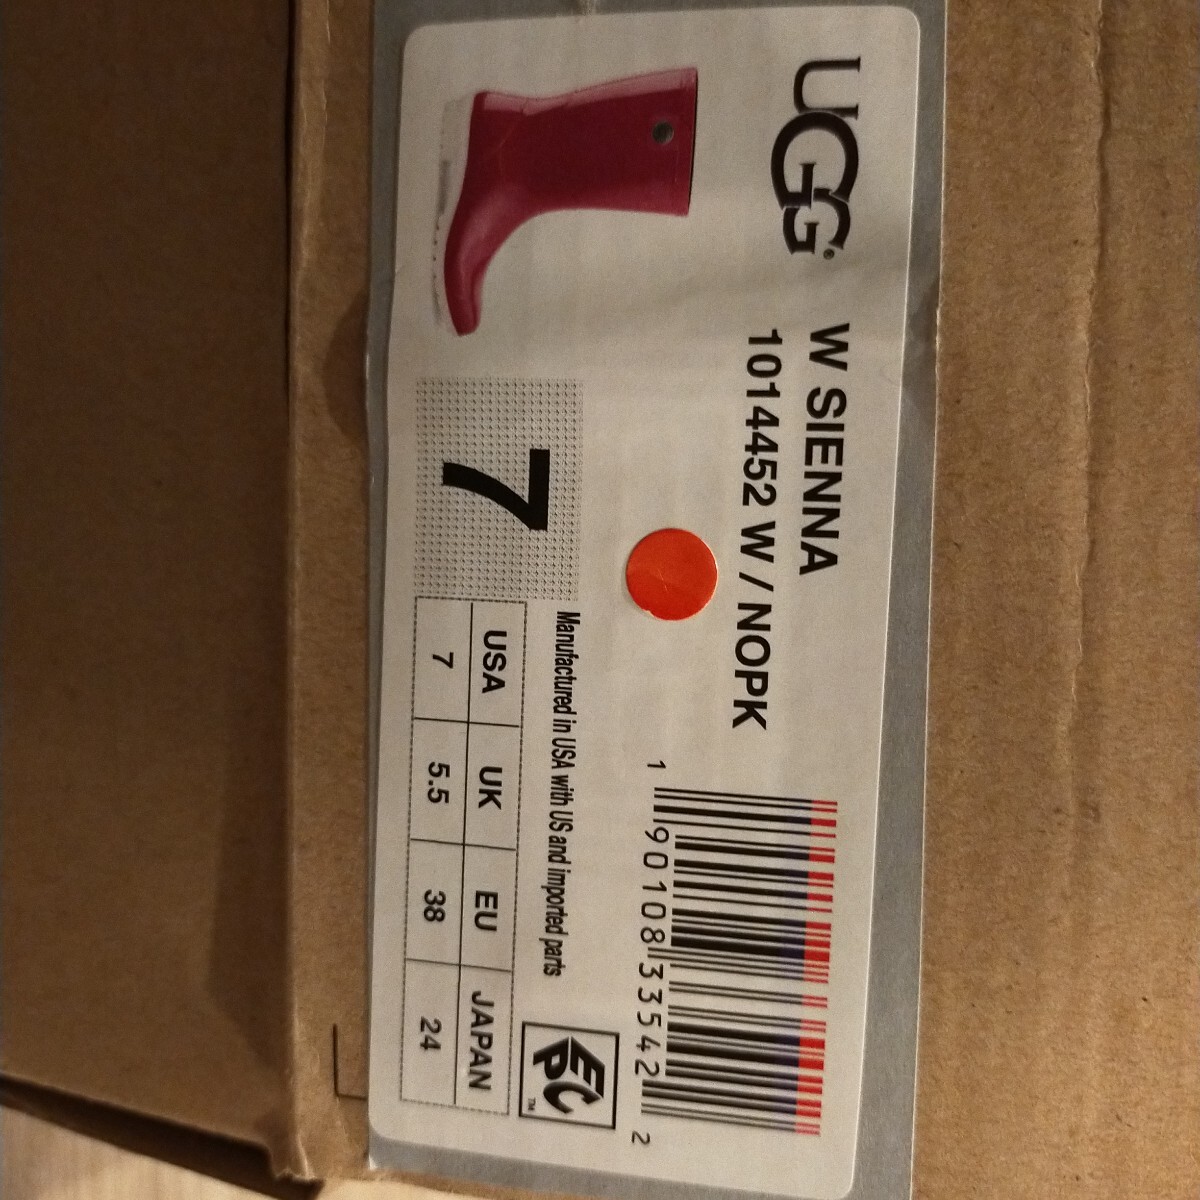 UGG®
W SIENNA
1014452 W / NOPK
7
Manufactured in USA with US and imported parts
USA UK EU JAPAN
7 5.5 38 24
1 90108 33542 2
EPC™